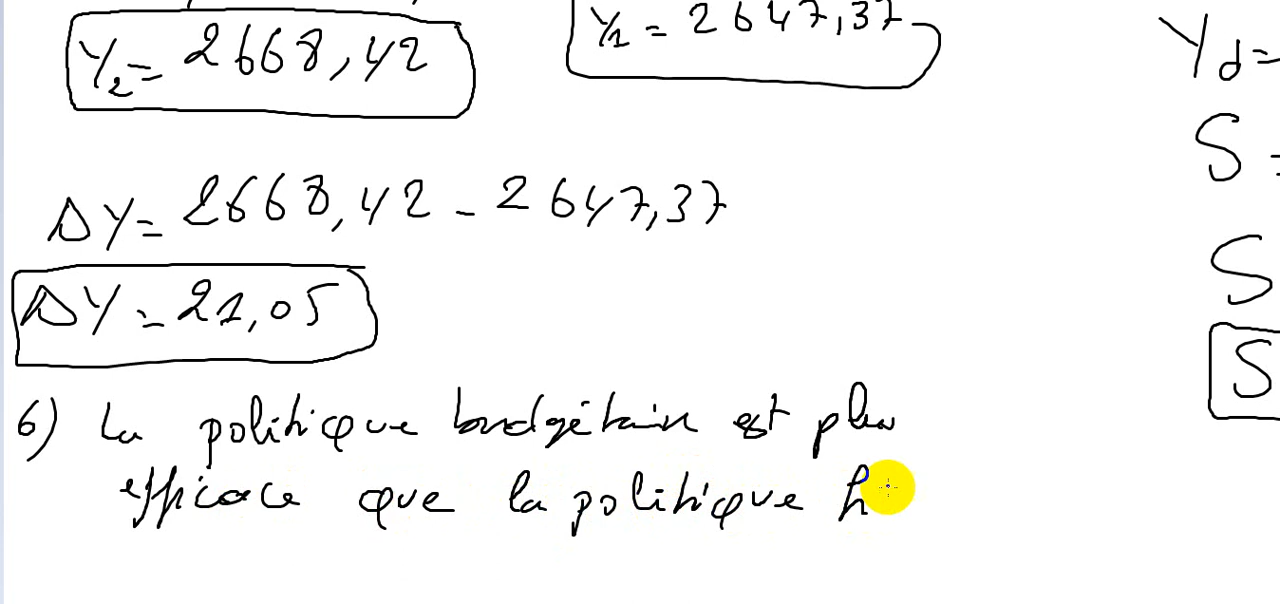 Y₂ = 2668,42
Y₁ = 2647,37
Yd =
S =
ΔY = 2668,42 - 2647,37
S
ΔY = 21,05
S
6) La politique budgétaire est plus
efficace que la politique